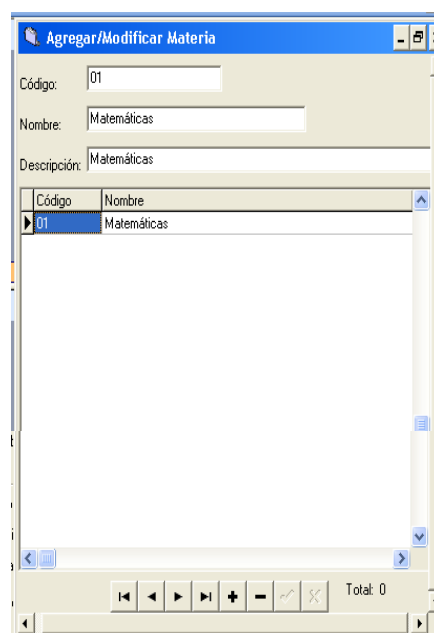 Agregar/Modificar Materia
Código: 01
Nombre: Matemáticas
Descripción: Matemáticas
Código Nombre
01 Matemáticas
Total: 0